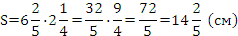 S=6 2/5 · 2 1/4 = 32/5 · 9/4 = 72/5 = 14 2/5 (см)